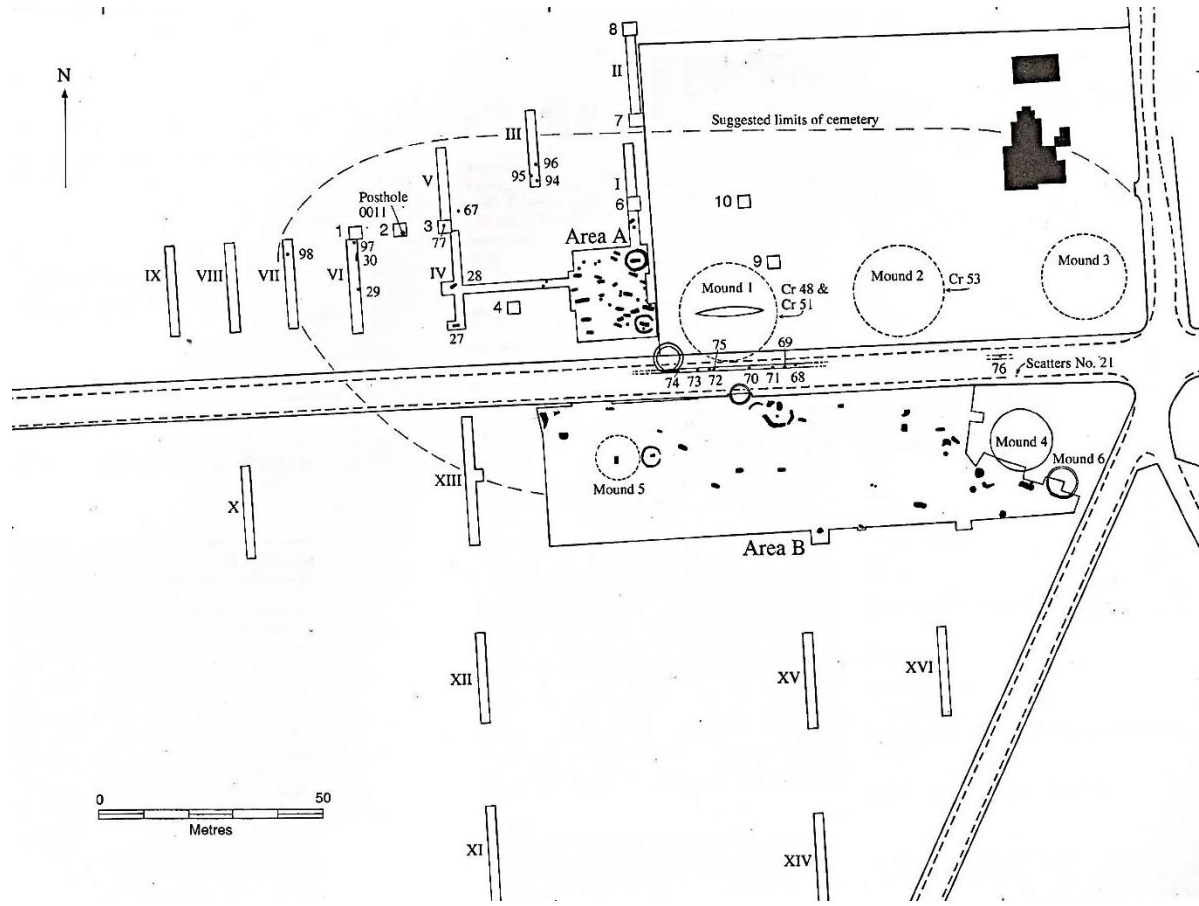 8
II
N
7
Suggested limits of cemetery
III
96
95
94
V
Posthole
0011
67
10
6
1
2
3
77
Area A
97
98
30
9
IX
VIII
VII
VI
IV
28
29
4
Mound 1
Cr 48 &
Cr 51
Mound 2
Cr 53
Mound 3
27
75
69
74
73
72
70
71
68
76
Scatters No. 21
Mound 4
Mound 6
Mound 5
XIII
X
Area B
XII
XV
XVI
0
50
Metres
XI
XIV